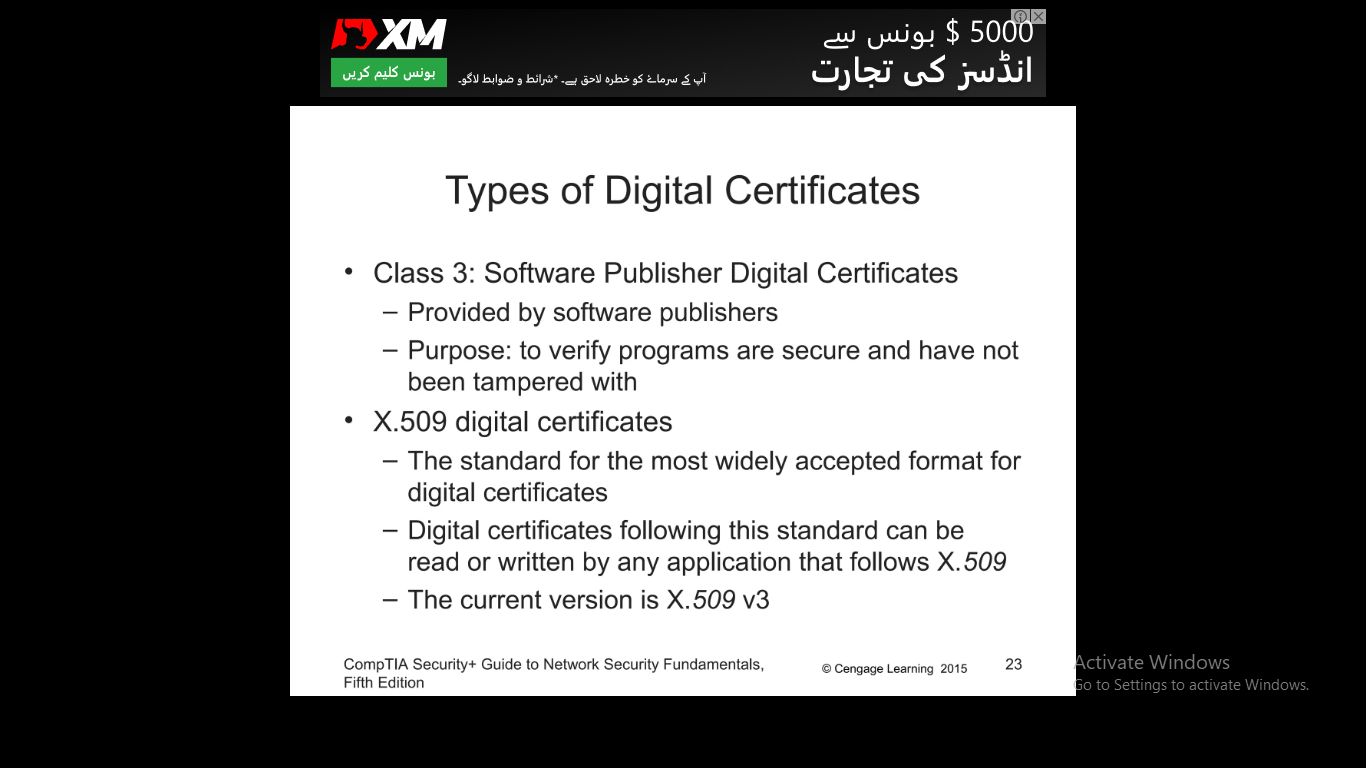 XM
5000 $ بونس سے
انڈسز کی تجارت
بونس کلیم کریں
آپ کے سرمائے کو خطرہ لاحق ہے۔ *شرائط و ضوابط لاگو۔
Types of Digital Certificates
• Class 3: Software Publisher Digital Certificates
– Provided by software publishers
– Purpose: to verify programs are secure and have not
been tampered with
• X.509 digital certificates
– The standard for the most widely accepted format for
digital certificates
– Digital certificates following this standard can be
read or written by any application that follows X.509
– The current version is X.509 v3
CompTIA Security+ Guide to Network Security Fundamentals,
Fifth Edition
© Cengage Learning 2015
23
Activate Windows
Go to Settings to activate Windows.